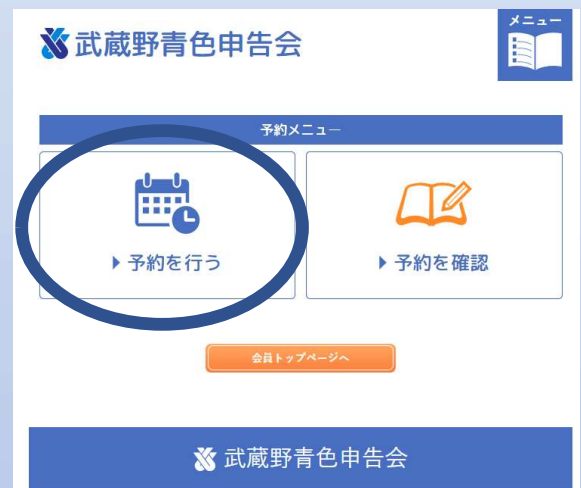 武蔵野青色申告会
メニュー
予約メニュー
予約を行う
予約を確認
会員トップページへ
武蔵野青色申告会